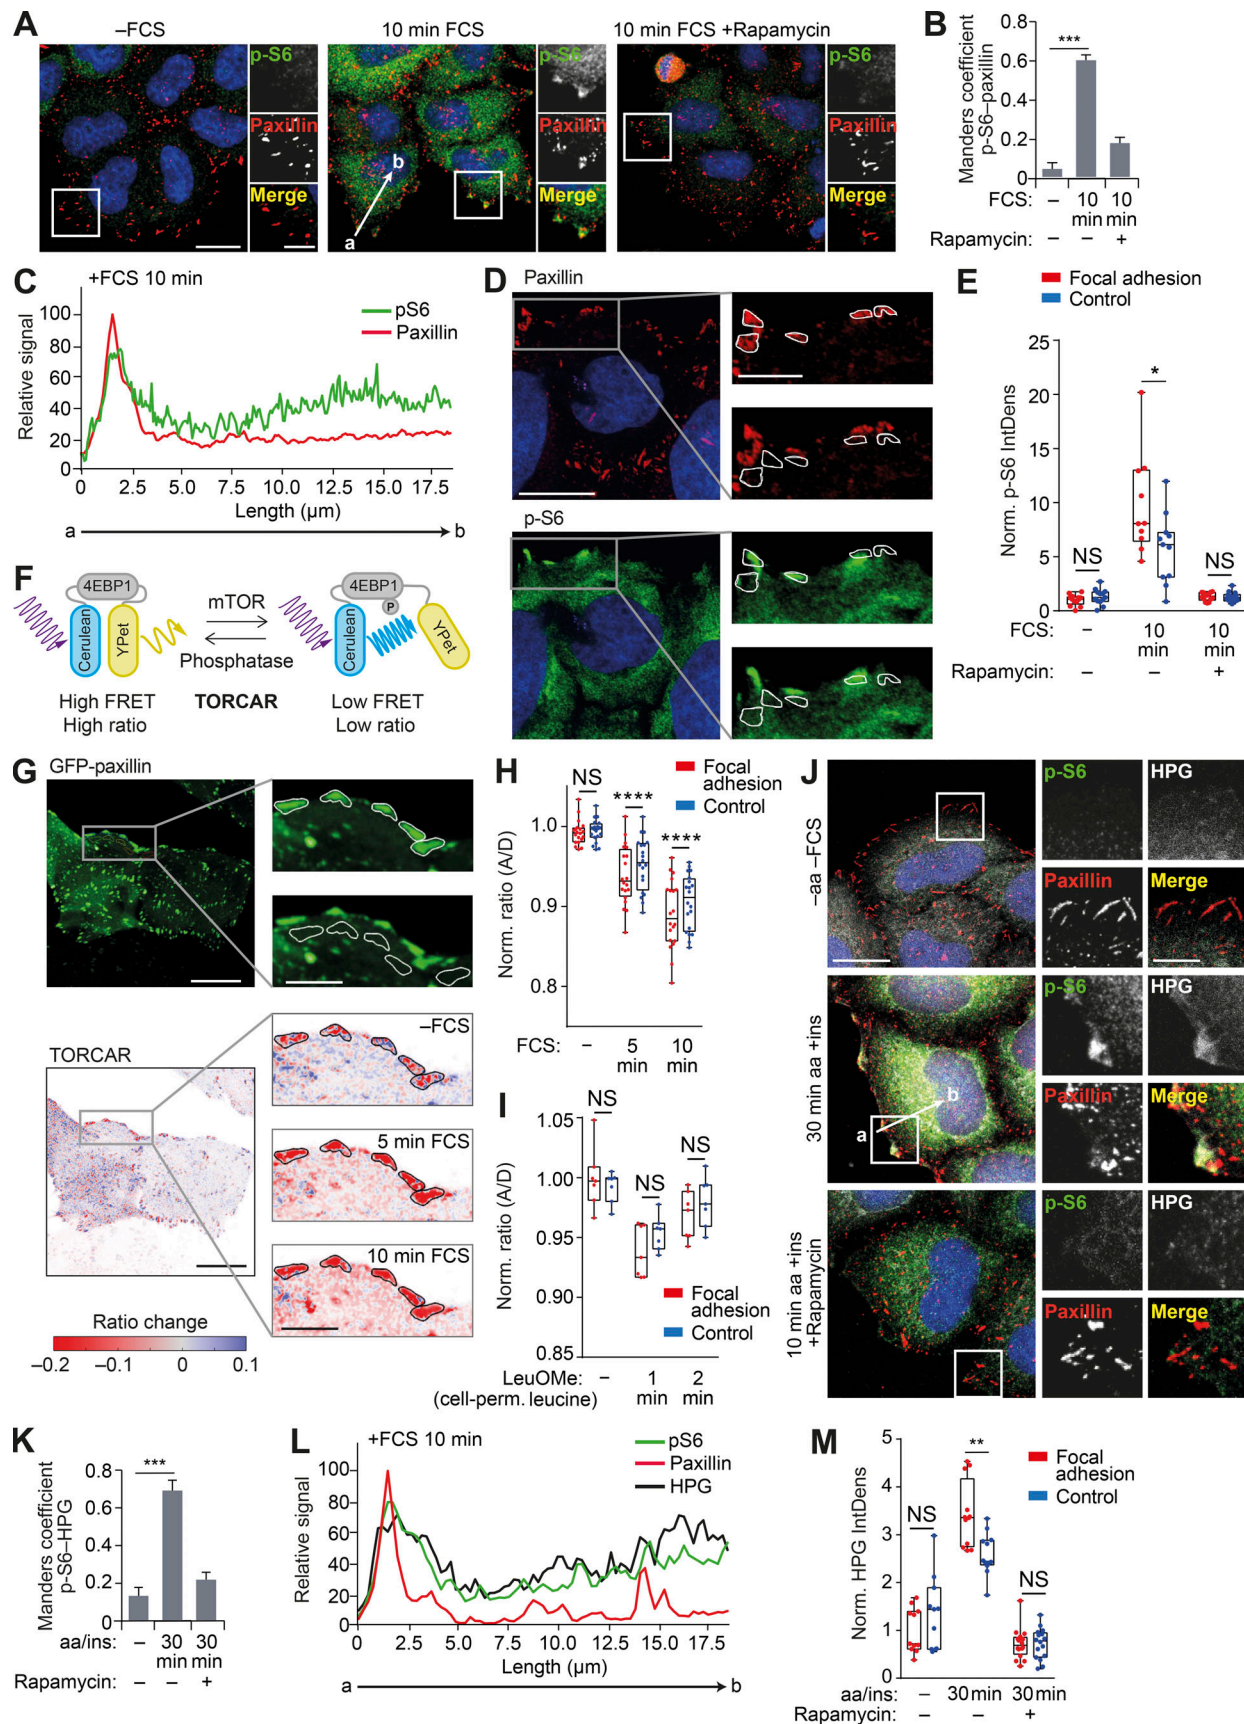 A
–FCS
10 min FCS
10 min FCS +Rapamycin
p-S6
Paxillin
Merge
p-S6
Paxillin
Merge
p-S6
Paxillin
Merge
b
a
B
***
Manders coefficient
p-S6–paxillin
0.8
0.6
0.4
0.2
0
FCS: – 10 min 10 min
Rapamycin: – – +
C
+FCS 10 min
pS6
Paxillin
Relative signal
100
80
60
40
20
0
0 2.5 5.0 7.5 10.0 12.5 15.0 17.5
Length (µm)
a b
D
Paxillin
p-S6
E
Focal adhesion
Control
Norm. p-S6 IntDens
25
20
15
10
5
0
NS
*
NS
FCS: – 10 min 10 min
Rapamycin: – – +
F
4EBP1
Cerulean
YPet
mTOR
Phosphatase
4EBP1
P
Cerulean
YPet
High FRET
High ratio
TORCAR
Low FRET
Low ratio
G
GFP-paxillin
TORCAR
–FCS
5 min FCS
10 min FCS
Ratio change
–0.2 –0.1 0 0.1
H
Focal adhesion
Control
Norm. ratio (A/D)
NS
****
****
1.0
0.9
0.8
FCS: – 5 min 10 min
I
NS
NS
NS
Norm. ratio (A/D)
1.05
1.00
0.95
0.90
0.85
Focal adhesion
Control
LeuOMe: – 1 min 2 min
(cell-perm. leucine)
J
–aa –FCS
p-S6
HPG
Paxillin
Merge
30 min aa +ins
a
b
p-S6
HPG
Paxillin
Merge
10 min aa +ins
+Rapamycin
p-S6
HPG
Paxillin
Merge
K
***
Manders coefficient
p-S6–HPG
0.8
0.6
0.4
0.2
0
aa/ins: – 30 min 30 min
Rapamycin: – – +
L
+FCS 10 min
pS6
Paxillin
HPG
Relative signal
100
80
60
40
20
0
0 2.5 5.0 7.5 10.0 12.5 15.0 17.5
Length (µm)
a b
M
Focal adhesion
Control
Norm. HPG IntDens
5
4
3
2
1
0
NS
**
NS
aa/ins: – 30 min 30 min
Rapamycin: – – +